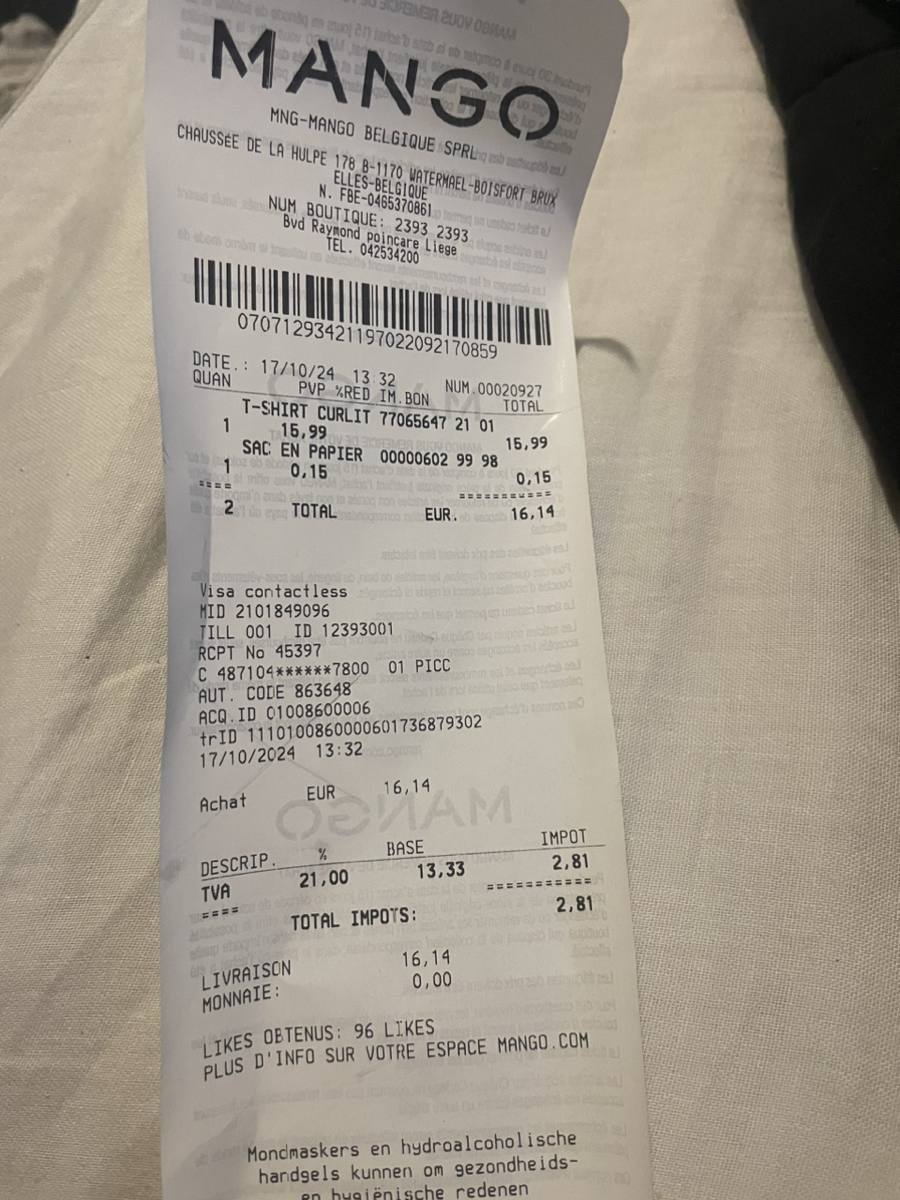 MANGO
MNG-MANGO BELGIQUE SPRL
CHAUSSÉE DE LA HULPE 178 B-1170 WATERMAEL-BOISFORT BRUX
ELLES-BELGIQUE
N. FBE-0465370861
NUM BOUTIQUE: 2393 2393
Bvd Raymond poincare Liege
TEL. 042534200
07071293421197022092170859
DATE.: 17/10/24 13:32 NUM.00020927
QUAN PVP %RED IM.BON TOTAL
T-SHIRT CURLIT 77065647 21 01
1 15,99 15,99
SAC EN PAPIER 00000602 99 98
1 0,15 0,15
==== ===========
2 TOTAL EUR. 16,14
Visa contactless
MID 2101849096
TILL 001 ID 12393001
RCPT No 45397
C 487104******7800 01 PICC
AUT. CODE 863648
ACQ.ID 01008600006
trID 1110100860000601736879302
17/10/2024 13:32
Achat EUR 16,14
DESCRIP. % BASE IMPOT
TVA 21,00 13,33 2,81
==== ===========
TOTAL IMPOTS: 2,81
LIVRAISON 16,14
MONNAIE: 0,00
LIKES OBTENUS: 96 LIKES
PLUS D'INFO SUR VOTRE ESPACE MANGO.COM
Mondmaskers en hydroalcoholische
handgels kunnen om gezondheids-
en hygiënische redenen